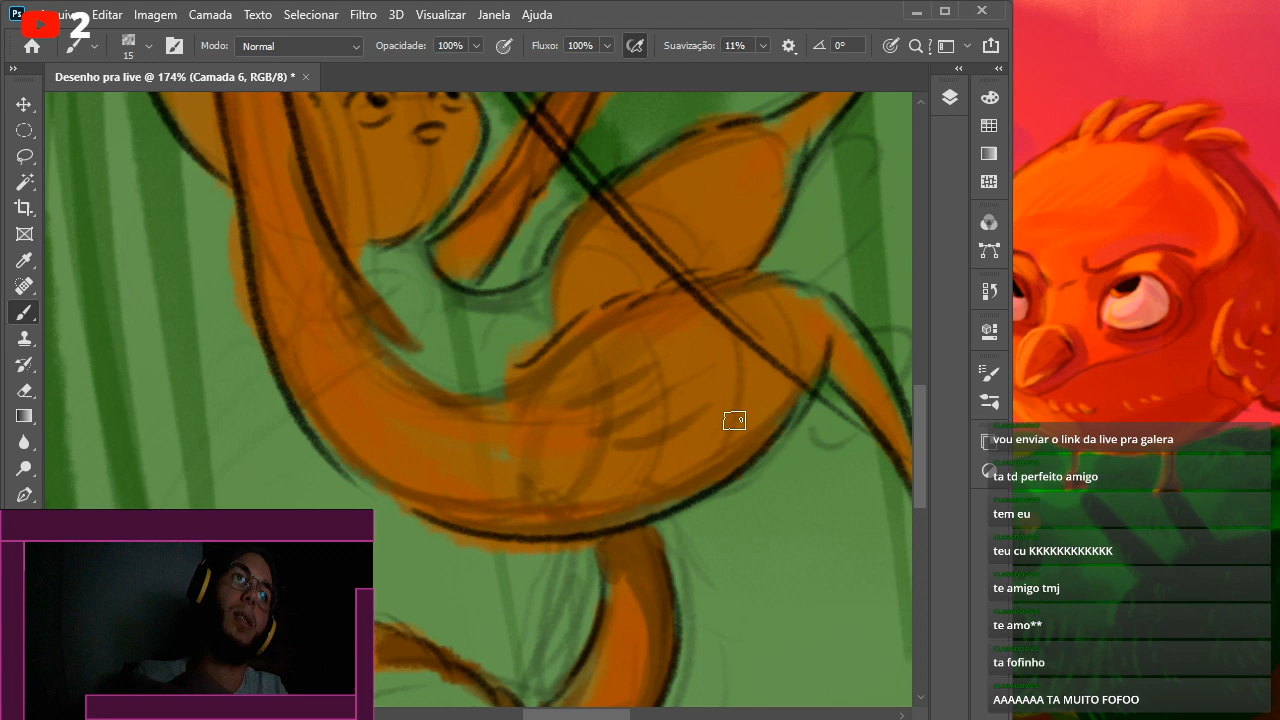 Ps
2
Editar Imagem Camada Texto Selecionar Filtro 3D Visualizar Janela Ajuda
15 Modo: Normal Opacidade: 100% Fluxo: 100% Suavização: 11% 0°
Desenho pra live @ 174% (Camada 6, RGB/8) * ×
vou enviar o link da live pra galera
ta td perfeito amigo
tem eu
teu cu KKKKKKKKKKKK
te amigo tmj
te amo**
ta fofinho
AAAAAAA TA MUITO FOFOO